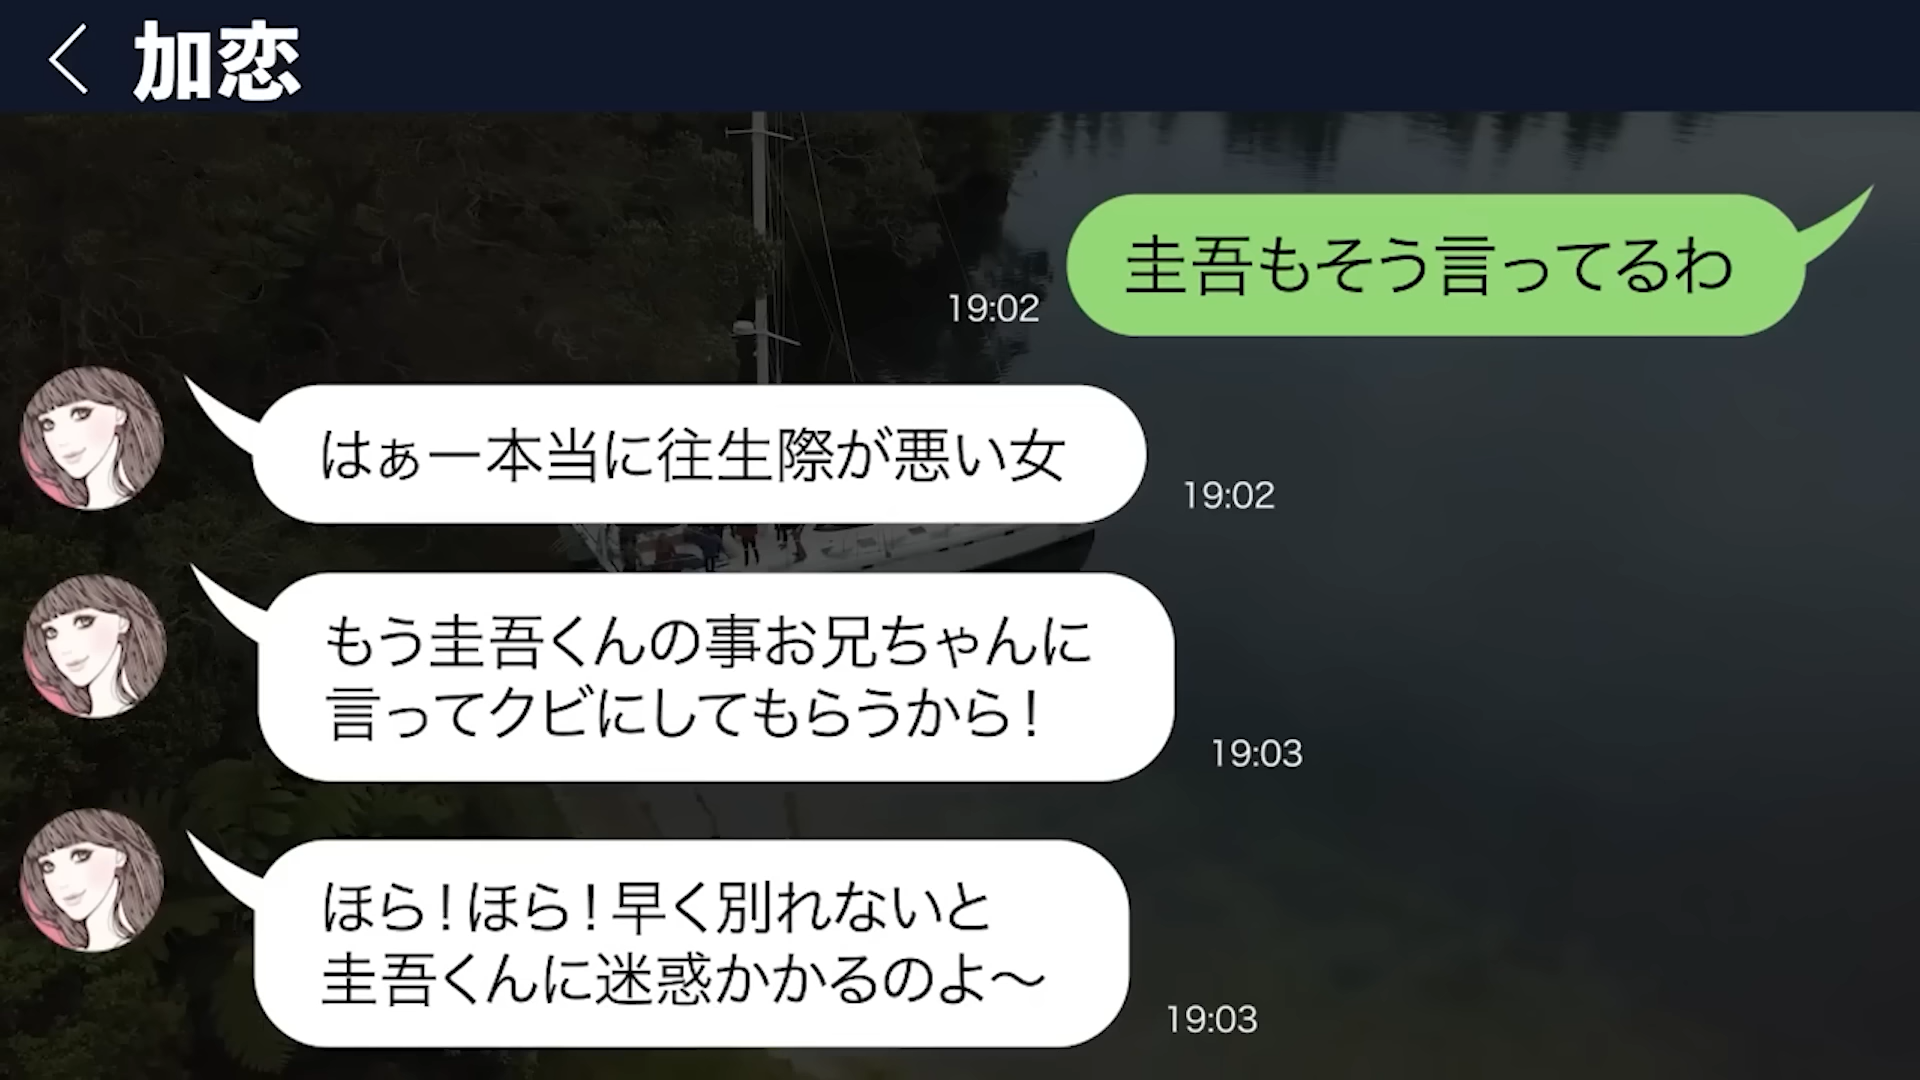 加恋
圭吾もそう言ってるわ
19:02
はぁー本当に往生際が悪い女
19:02
もう圭吾くんの事お兄ちゃんに
言ってクビにしてもらうから！
19:03
ほら！ほら！早く別れないと
圭吾くんに迷惑かかるのよ〜
19:03